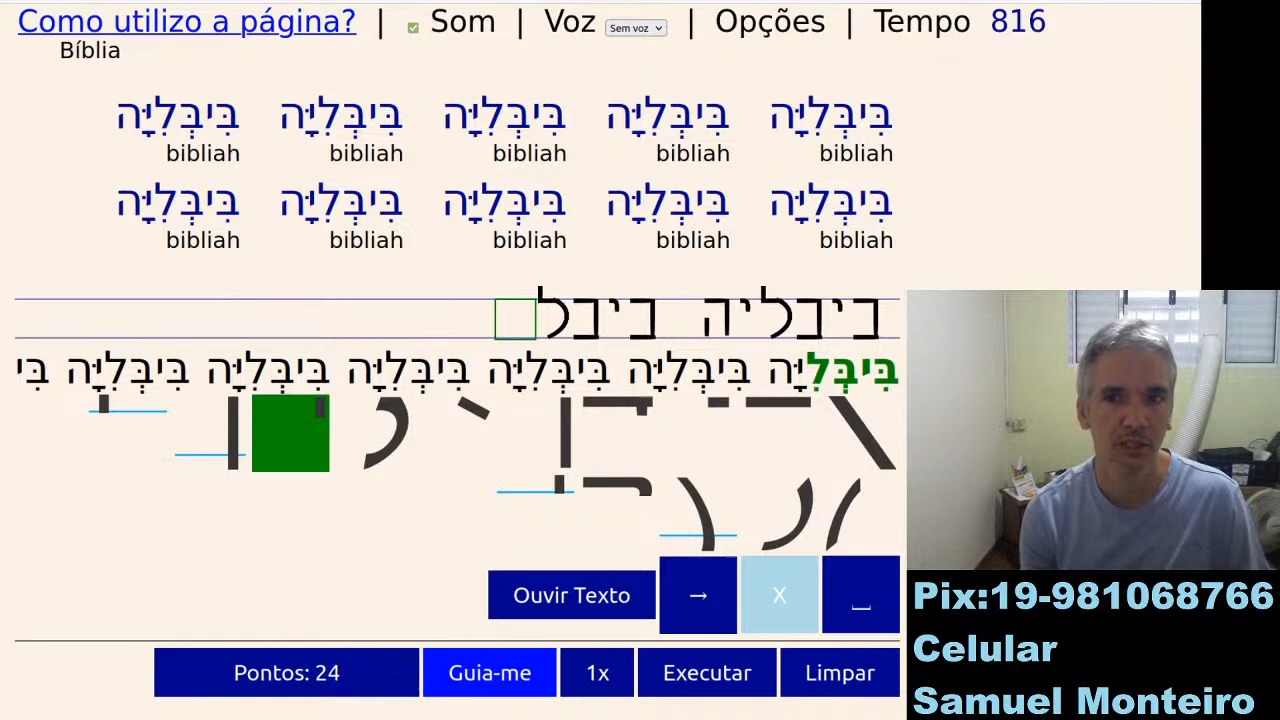 Como utilizo a página? | Som | Voz Sem voz | Opções | Tempo 816
Bíblia
בִּיבְּלִיָּה בִּיבְּלִיָּה בִּיבְּלִיָּה בִּיבְּלִיָּה בִּיבְּלִיָּה
bibliah bibliah bibliah bibliah bibliah
בִּיבְּלִיָּה בִּיבְּלִיָּה בִּיבְּלִיָּה בִּיבְּלִיָּה בִּיבְּלִיָּה
bibliah bibliah bibliah bibliah bibliah
ביבליה ביבל
בִּיבְּלִיָּה בִּיבְּלִיָּה בִּיבְּלִיָּה בִּיבְּלִיָּה בִּיבְּלִיָּה בִּיבְּלִיָּה בִּי
Ouvir Texto → X ⎵
Pontos: 24 Guia-me 1x Executar Limpar
Pix:19-981068766
Celular
Samuel Monteiro